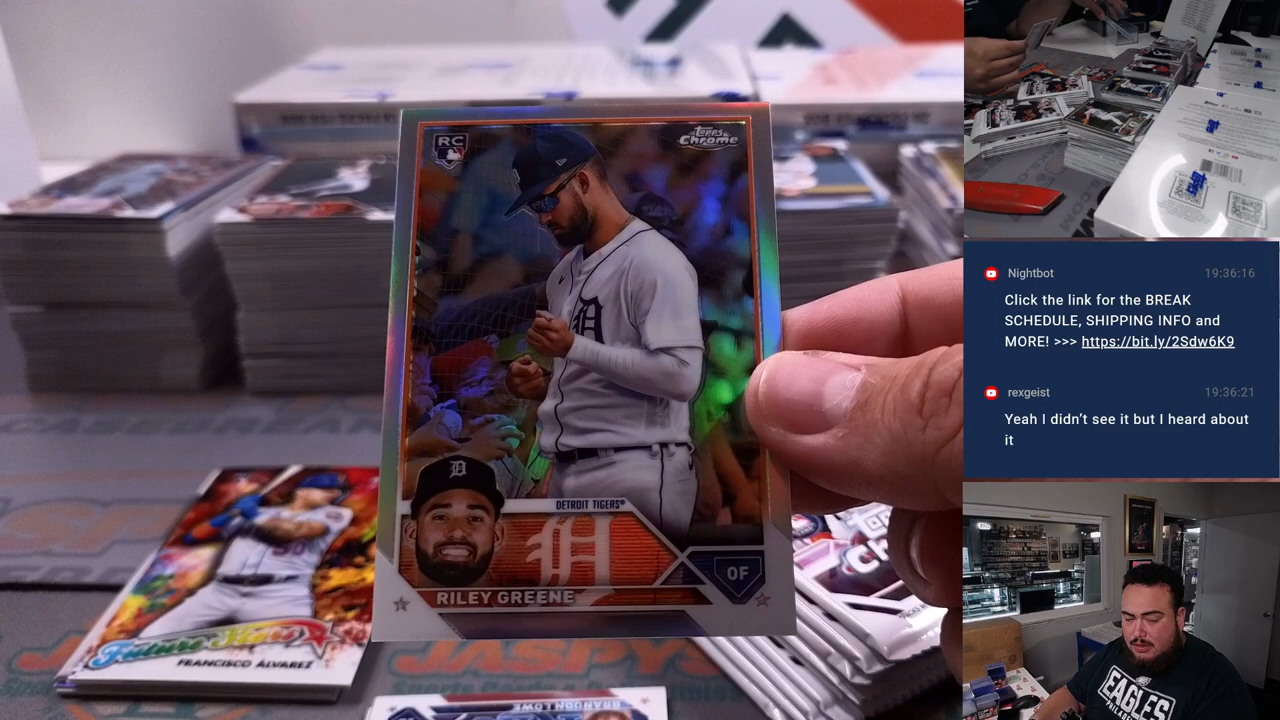 RC
Topps
Chrome
DETROIT TIGERS®
RILEY GREENE
OF
Future Stars
FRANCISCO ALVAREZ
BRANDON LOWE
JASPYS
Nightbot
19:36:16
Click the link for the BREAK
SCHEDULE, SHIPPING INFO and
MORE! >>> https://bit.ly/2Sdw6K9
rexgeist
19:36:21
Yeah I didn't see it but I heard about
it
EAGLES